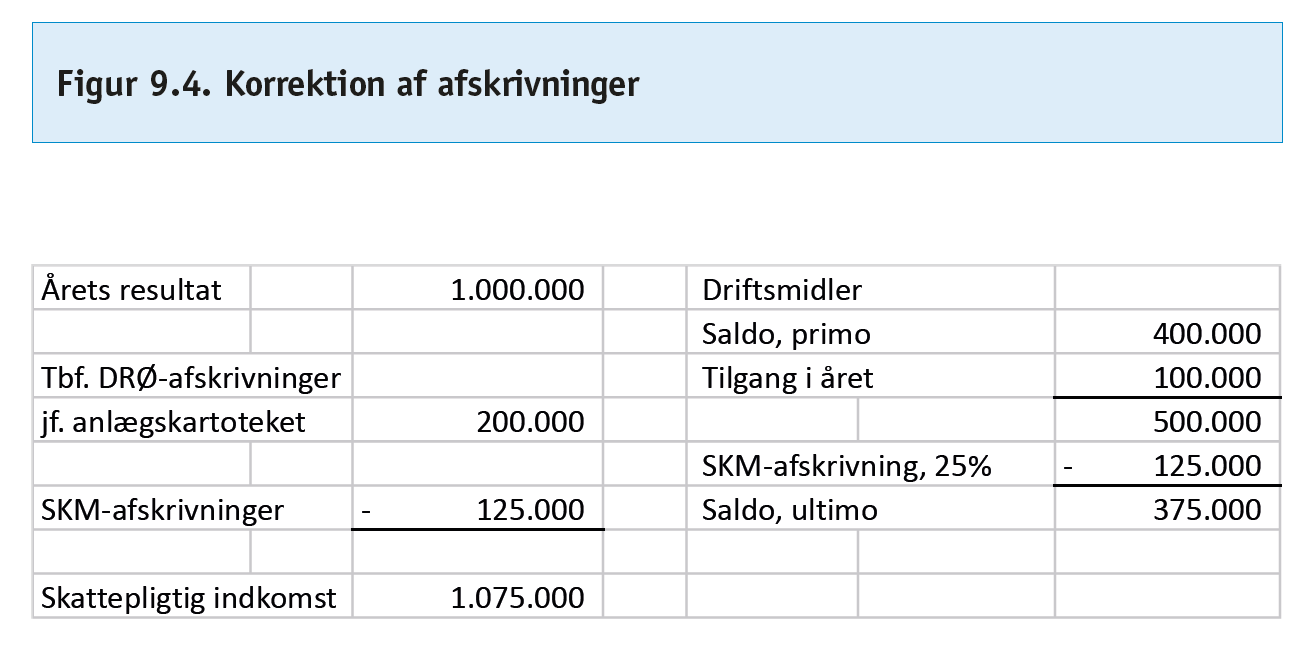 Figur 9.4. Korrektion af afskrivninger
Årets resultat 1.000.000 Driftsmidler
Saldo, primo 400.000
Tbf. DRØ-afskrivninger Tilgang i året 100.000
jf. anlægskartoteket 200.000 500.000
SKM-afskrivning, 25% - 125.000
SKM-afskrivninger - 125.000 Saldo, ultimo 375.000
Skattepligtig indkomst 1.075.000